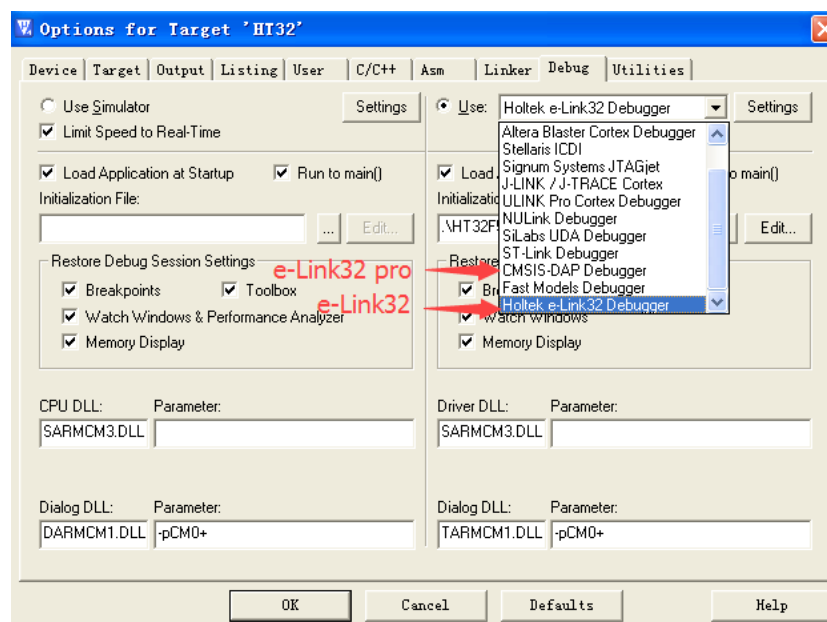 Options for Target 'HT32'
Device Target Output Listing User C/C++ Asm Linker Debug Utilities
Use Simulator Settings
Limit Speed to Real-Time
Use: Holtek e-Link32 Debugger Settings
Altera Blaster Cortex Debugger
Stellaris ICDI
Signum Systems JTAGjet
J-LINK / J-TRACE Cortex
ULINK Pro Cortex Debugger
NULink Debugger
SiLabs UDA Debugger
ST-Link Debugger
CMSIS-DAP Debugger
Fast Models Debugger
Holtek e-Link32 Debugger
e-Link32 pro
e-Link32
Load Application at Startup Run to main()
Initialization File:
... Edit...
Restore Debug Session Settings
Breakpoints Toolbox
Watch Windows & Performance Analyzer
Memory Display
Load main()
Edit...
Restore
Watch Windows
Memory Display
CPU DLL: Parameter:
SARMCM3.DLL
Driver DLL: Parameter:
SARMCM3.DLL
Dialog DLL: Parameter:
DARMCM1.DLL -pCM0+
Dialog DLL: Parameter:
TARMCM1.DLL -pCM0+
OK Cancel Defaults Help